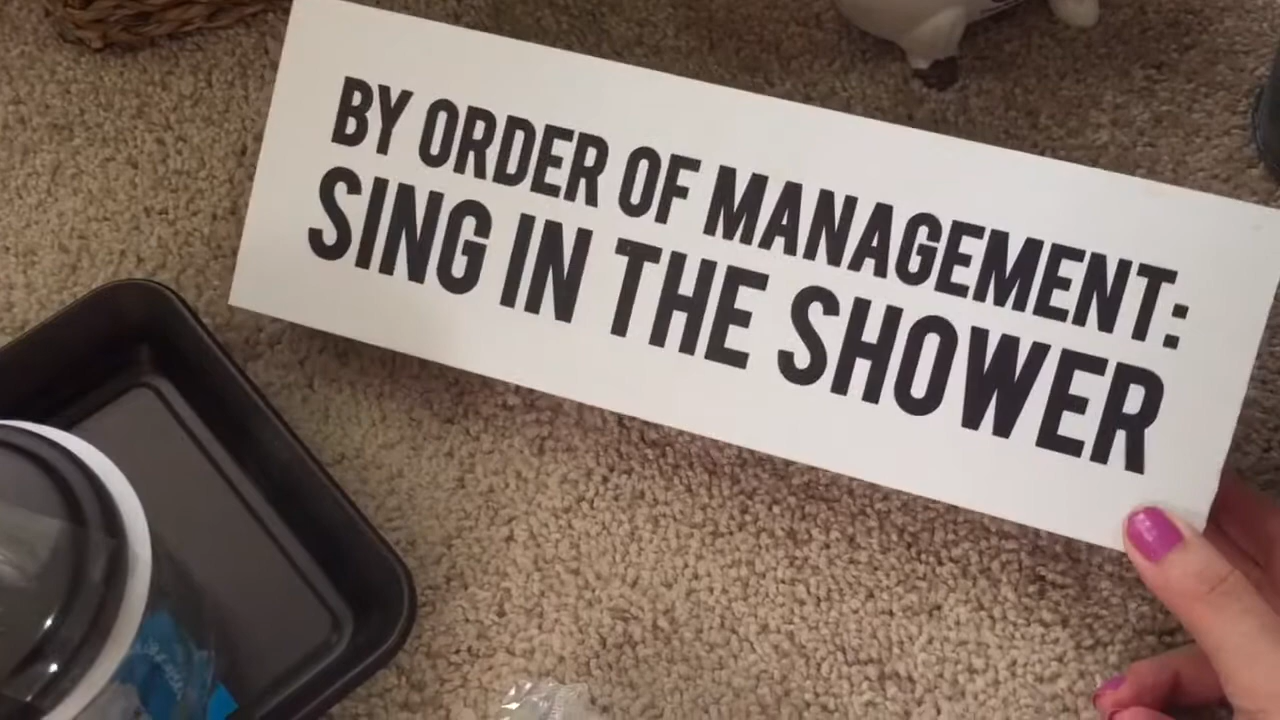 BY ORDER OF MANAGEMENT:
SING IN THE SHOWER